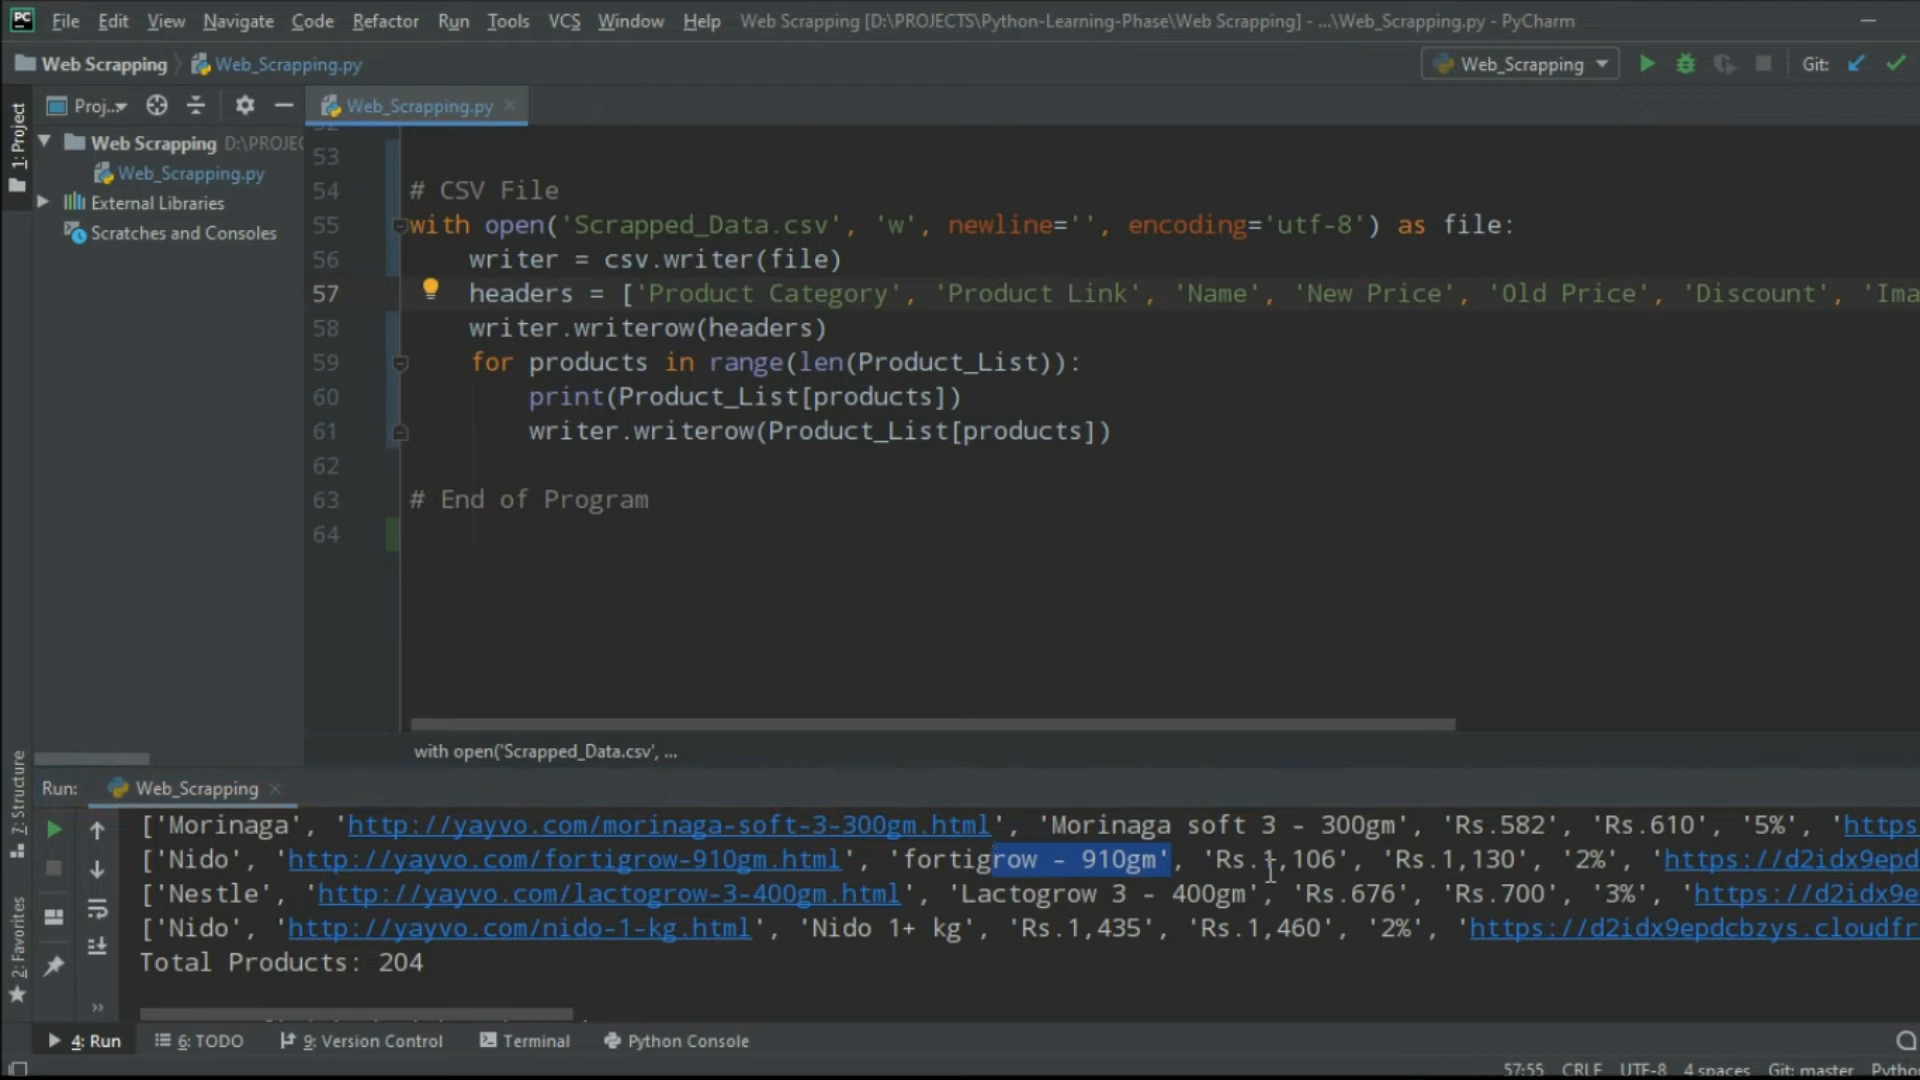 PC File Edit View Navigate Code Refactor Run Tools VCS Window Help Web Scrapping [D:\PROJECTS\Python-Learning-Phase\Web Scrapping] - ...\Web_Scrapping.py - PyCharm
Web Scrapping Web_Scrapping.py Web_Scrapping Git:
Proj... Web_Scrapping.py
1: Project
Web Scrapping D:\PROJEC
Web_Scrapping.py
External Libraries
Scratches and Consoles
53
54 # CSV File
55 with open('Scrapped_Data.csv', 'w', newline='', encoding='utf-8') as file:
56 writer = csv.writer(file)
57 headers = ['Product Category', 'Product Link', 'Name', 'New Price', 'Old Price', 'Discount', 'Ima
58 writer.writerow(headers)
59 for products in range(len(Product_List)):
60 print(Product_List[products])
61 writer.writerow(Product_List[products])
62
63 # End of Program
64
with open('Scrapped_Data.csv', ...
7: Structure
2: Favorites
Run: Web_Scrapping
['Morinaga', 'http://yayvo.com/morinaga-soft-3-300gm.html', 'Morinaga soft 3 - 300gm', 'Rs.582', 'Rs.610', '5%', 'https
['Nido', 'http://yayvo.com/fortigrow-910gm.html', 'fortigrow - 910gm', 'Rs.1,106', 'Rs.1,130', '2%', 'https://d2idx9epd
['Nestle', 'http://yayvo.com/lactogrow-3-400gm.html', 'Lactogrow 3 - 400gm', 'Rs.676', 'Rs.700', '3%', 'https://d2idx9e
['Nido', 'http://yayvo.com/nido-1-kg.html', 'Nido 1+ kg', 'Rs.1,435', 'Rs.1,460', '2%', 'https://d2idx9epdcbzys.cloudfr
Total Products: 204
4: Run 6: TODO 9: Version Control Terminal Python Console
57:55 CRLF UTF-8 4 spaces Git: master Pytho